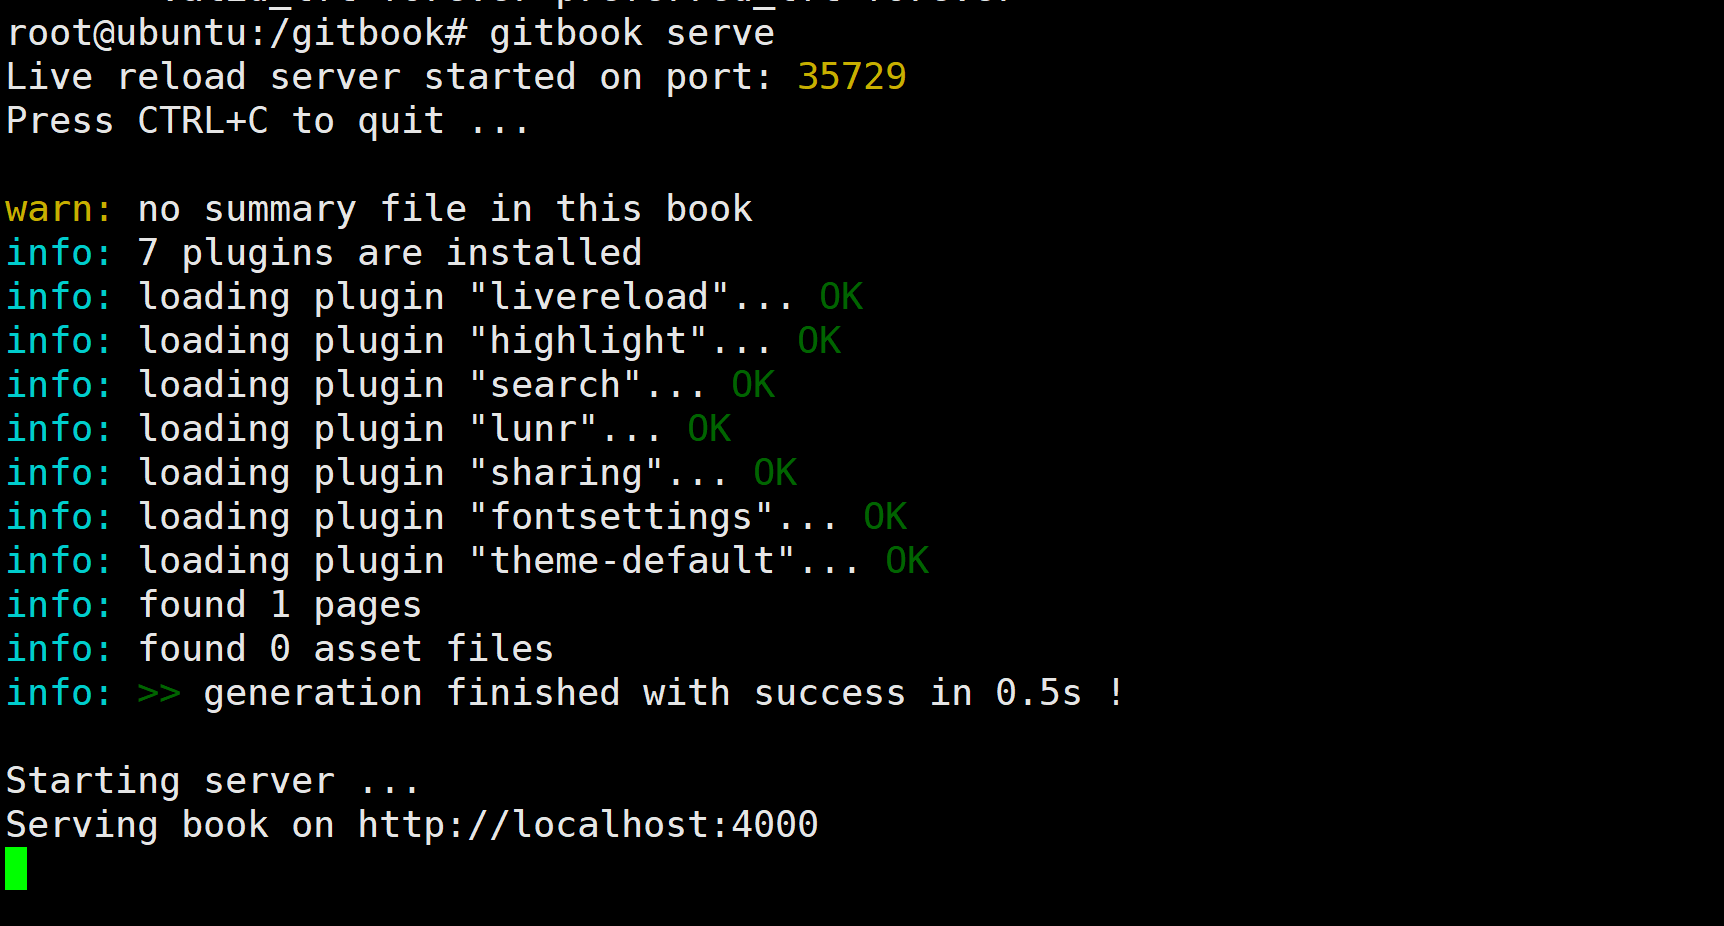 valid_lft forever preferred_lft forever
root@ubuntu:/gitbook# gitbook serve
Live reload server started on port: 35729
Press CTRL+C to quit ...
warn: no summary file in this book
info: 7 plugins are installed
info: loading plugin "livereload"... OK
info: loading plugin "highlight"... OK
info: loading plugin "search"... OK
info: loading plugin "lunr"... OK
info: loading plugin "sharing"... OK
info: loading plugin "fontsettings"... OK
info: loading plugin "theme-default"... OK
info: found 1 pages
info: found 0 asset files
info: >> generation finished with success in 0.5s !
Starting server ...
Serving book on http://localhost:4000